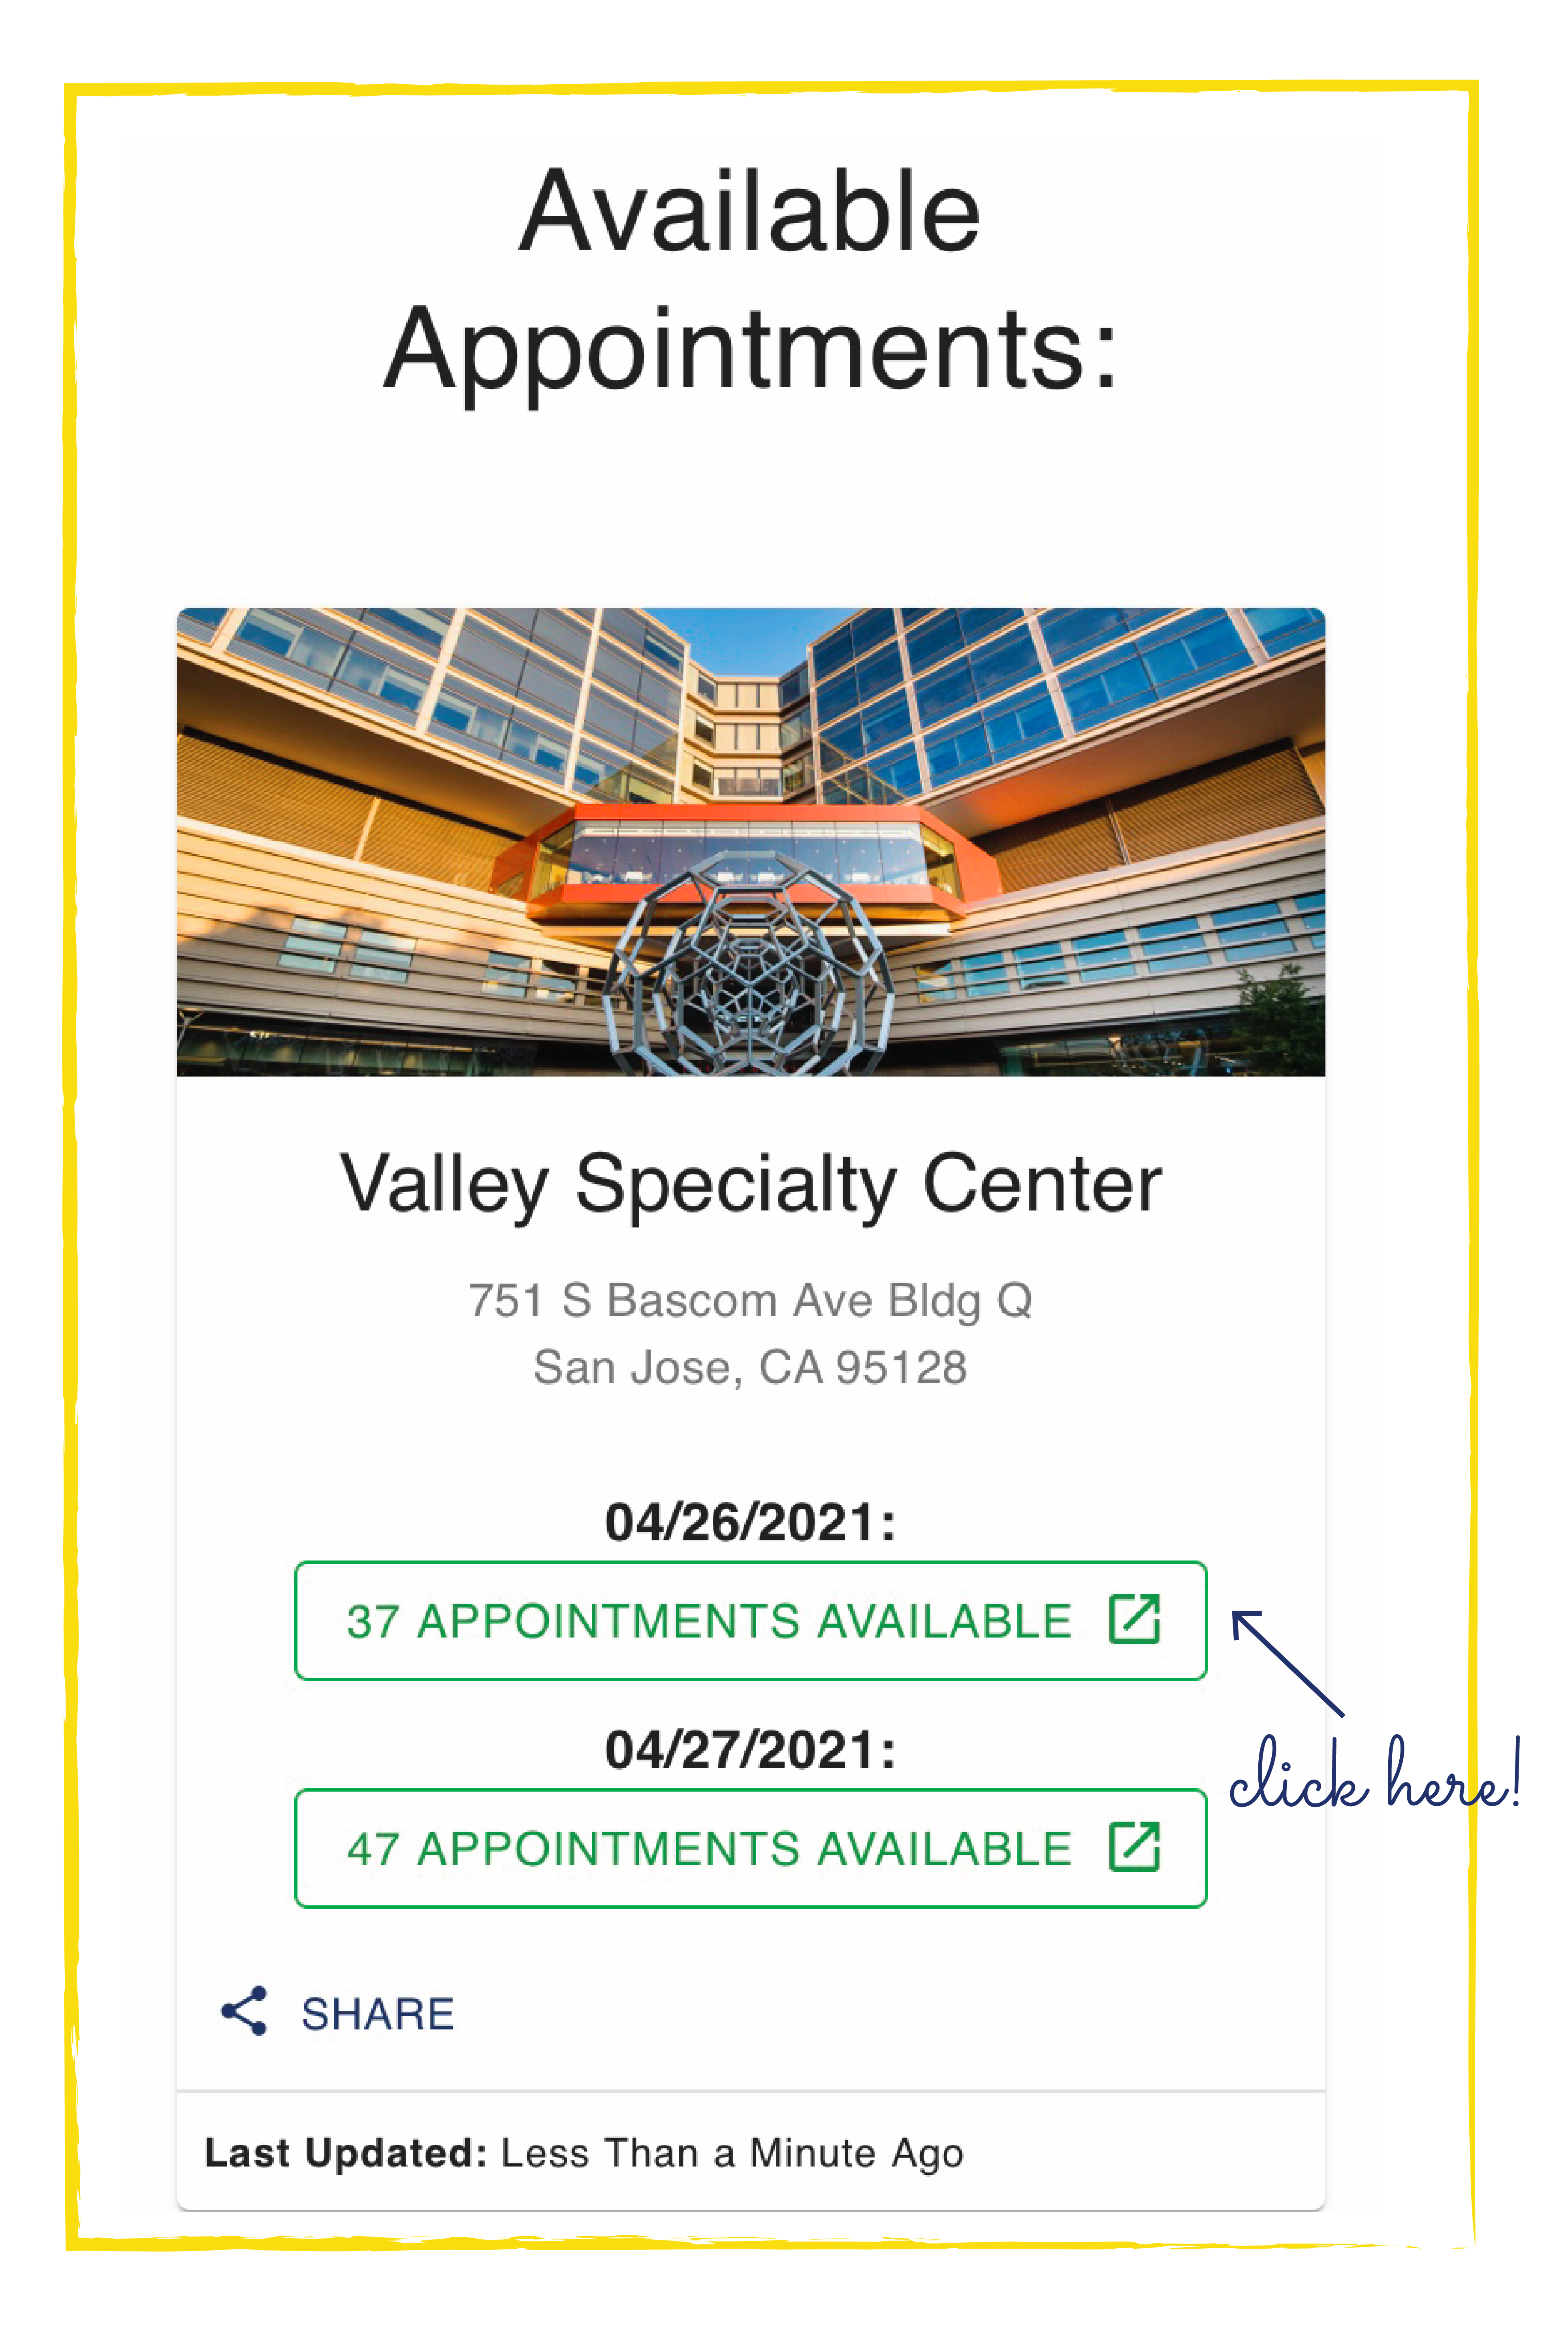 Available
Appointments:
Valley Specialty Center
751 S Bascom Ave Bldg Q
San Jose, CA 95128
04/26/2021:
37 APPOINTMENTS AVAILABLE
04/27/2021:
click here!
47 APPOINTMENTS AVAILABLE
SHARE
Last Updated: Less Than a Minute Ago